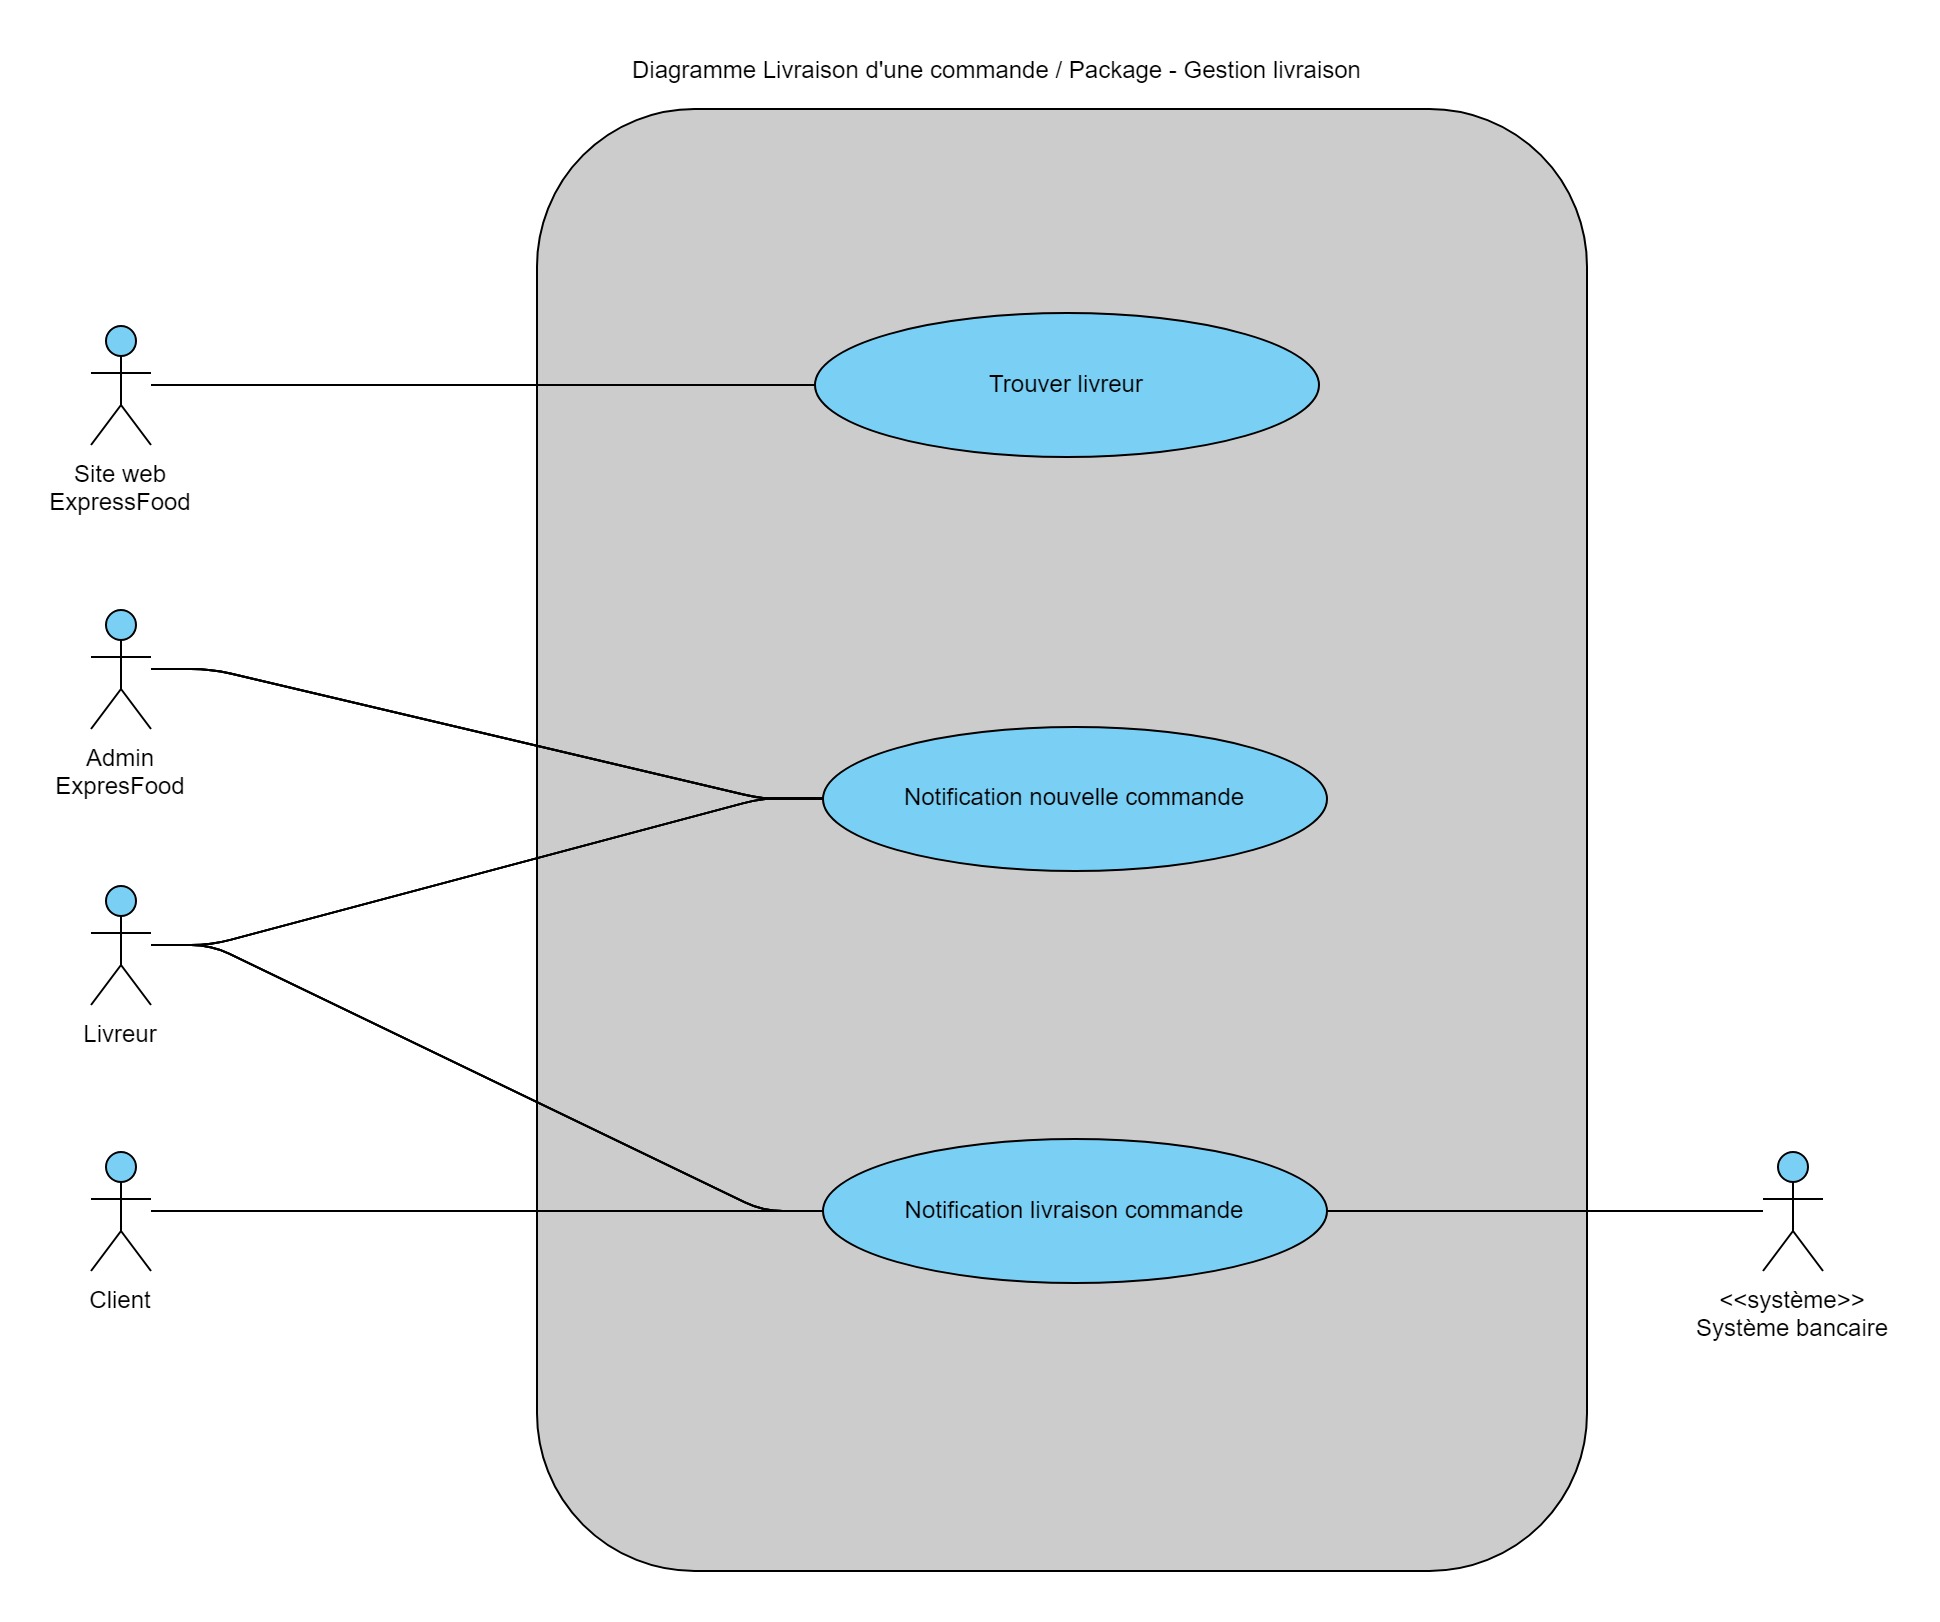 Diagramme Livraison d'une commande / Package - Gestion livraison
Trouver livreur
Site web
ExpressFood
Admin
ExpresFood
Notification nouvelle commande
Livreur
Notification livraison commande
Client
<<système>>
Système bancaire